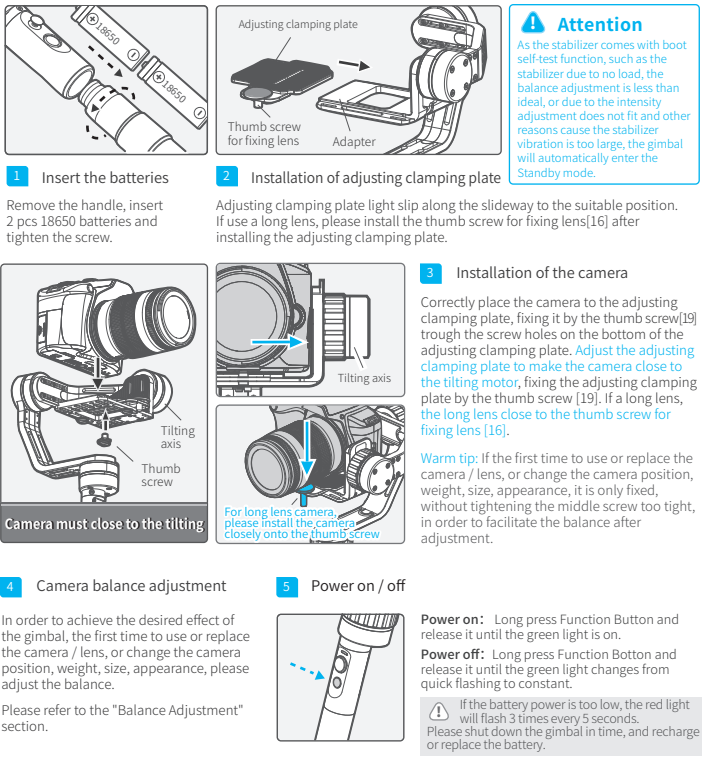 18650
18650
1 Insert the batteries
Remove the handle, insert
2 pcs 18650 batteries and
tighten the screw.
Adjusting clamping plate
Thumb screw
for fixing lens
Adapter
2 Installation of adjusting clamping plate
Adjusting clamping plate light slip along the slideway to the suitable position.
If use a long lens, please install the thumb screw for fixing lens[16] after
installing the adjusting clamping plate.
Attention
As the stabilizer comes with boot
self-test function, such as the
stabilizer due to no load, the
balance adjustment is less than
ideal, or due to the intensity
adjustment does not fit and other
reasons cause the stabilizer
vibration is too large, the gimbal
will automatically enter the
Standby mode.
Tilting
axis
Thumb
screw
Camera must close to the tilting
Tilting axis
For long lens camera,
please install the camera
closely onto the thumb screw
3 Installation of the camera
Correctly place the camera to the adjusting
clamping plate, fixing it by the thumb screw[19]
trough the screw holes on the bottom of the
adjusting clamping plate. Adjust the adjusting
clamping plate to make the camera close to
the tilting motor, fixing the adjusting clamping
plate by the thumb screw [19]. If a long lens,
the long lens close to the thumb screw for
fixing lens [16].
Warm tip: If the first time to use or replace the
camera / lens, or change the camera position,
weight, size, appearance, it is only fixed,
without tightening the middle screw too tight,
in order to facilitate the balance after
adjustment.
4 Camera balance adjustment
In order to achieve the desired effect of
the gimbal, the first time to use or replace
the camera / lens, or change the camera
position, weight, size, appearance, please
adjust the balance.
Please refer to the "Balance Adjustment"
section.
5 Power on / off
Power on: Long press Function Button and
release it until the green light is on.
Power off: Long press Function Botton and
release it until the green light changes from
quick flashing to constant.
If the battery power is too low, the red light
will flash 3 times every 5 seconds.
Please shut down the gimbal in time, and recharge
or replace the battery.